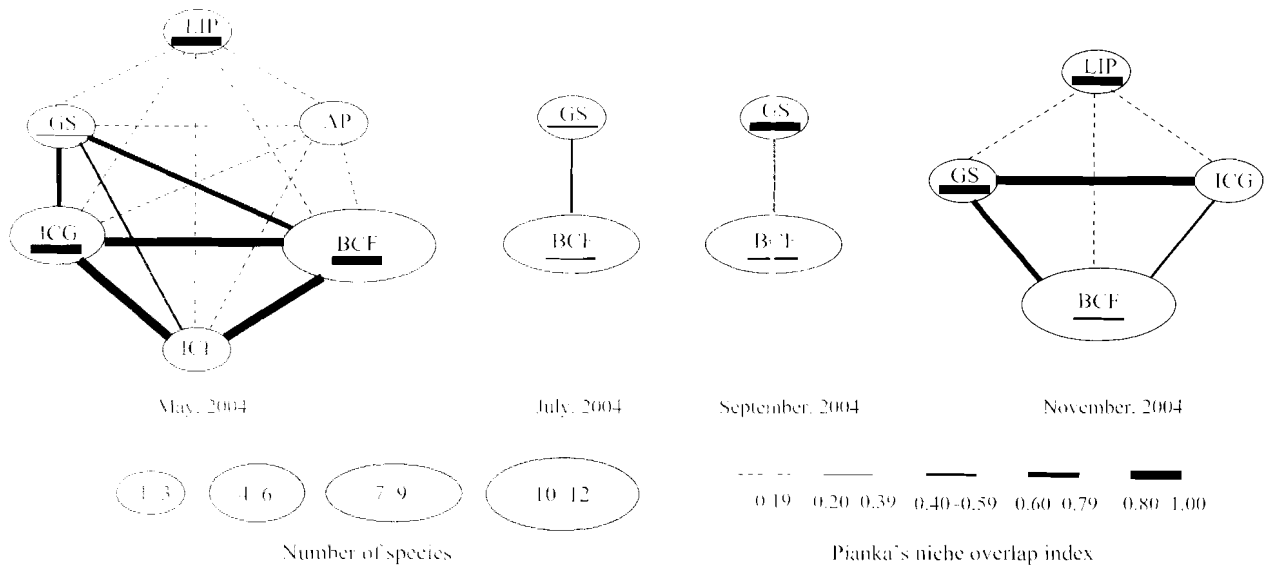 LIP
GS
AP
ICG
BCF
ICI
May, 2004
GS
BCF
July, 2004
GS
BCF
September, 2004
LIP
GS
ICG
BCF
November, 2004
1-3
4-6
7-9
10-12
Number of species
0.19 0.20-0.39 0.40-0.59 0.60-0.79 0.80-1.00
Pianka's niche overlap index